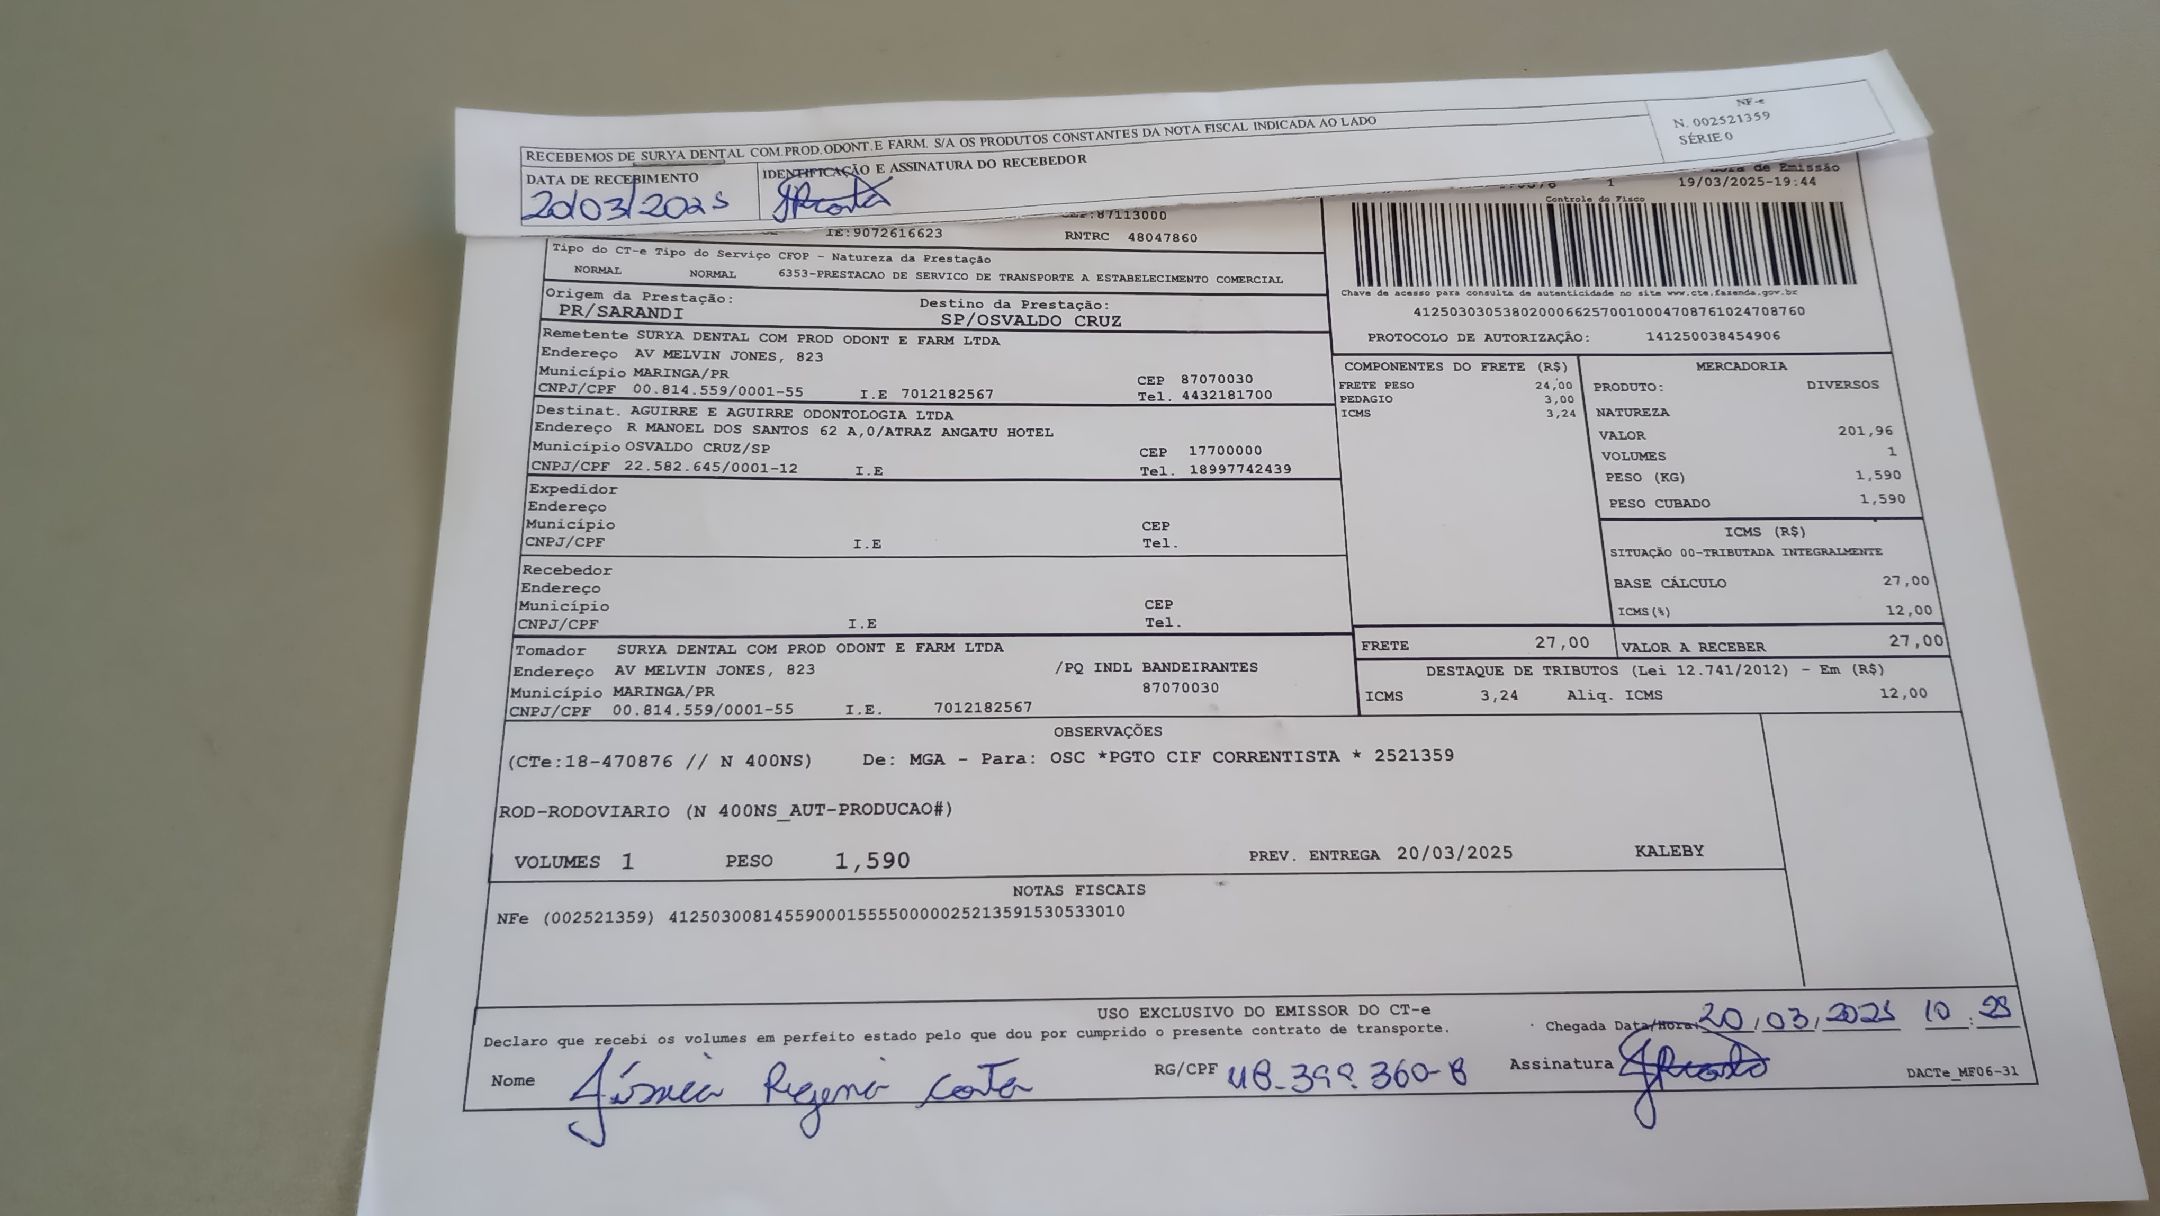 RECEBEMOS DE SURYA DENTAL COM.PROD.ODONT.E FARM. S/A OS PRODUTOS CONSTANTES DA NOTA FISCAL INDICADA AO LADO
NF-e
N. 002521359
SÉRIE 0
DATA DE RECEBIMENTO
IDENTIFICAÇÃO E ASSINATURA DO RECEBEDOR
20/03/2025
de Emissão
1 19/03/2025-19:44
CEP:87113000
IE:9072616623 RNTRC 48047860
Controle do Fisco
Tipo do CT-e Tipo do Serviço CFOP - Natureza da Prestação
NORMAL NORMAL 6353-PRESTACAO DE SERVICO DE TRANSPORTE A ESTABELECIMENTO COMERCIAL
Chave de acesso para consulta de autenticidade no site www.cte.fazenda.gov.br
41250303053802000662570010004708761024708760
PROTOCOLO DE AUTORIZAÇÃO: 141250038454906
Origem da Prestação: Destino da Prestação:
PR/SARANDI SP/OSVALDO CRUZ
Remetente SURYA DENTAL COM PROD ODONT E FARM LTDA
Endereço AV MELVIN JONES, 823
Município MARINGA/PR CEP 87070030
CNPJ/CPF 00.814.559/0001-55 I.E 7012182567 Tel. 4432181700
Destinat. AGUIRRE E AGUIRRE ODONTOLOGIA LTDA
Endereço R MANOEL DOS SANTOS 62 A,0/ATRAZ ANGATU HOTEL
Município OSVALDO CRUZ/SP CEP 17700000
CNPJ/CPF 22.582.645/0001-12 I.E Tel. 18997742439
Expedidor
Endereço
Município CEP
CNPJ/CPF I.E Tel.
Recebedor
Endereço
Município CEP
CNPJ/CPF I.E Tel.
Tomador SURYA DENTAL COM PROD ODONT E FARM LTDA
Endereço AV MELVIN JONES, 823 /PQ INDL BANDEIRANTES
Município MARINGA/PR 87070030
CNPJ/CPF 00.814.559/0001-55 I.E. 7012182567
COMPONENTES DO FRETE (R$)
FRETE PESO 24,00
PEDAGIO 3,00
ICMS 3,24
MERCADORIA
PRODUTO: DIVERSOS
NATUREZA
VALOR 201,96
VOLUMES 1
PESO (KG) 1,590
PESO CUBADO 1,590
ICMS (R$)
SITUAÇÃO 00-TRIBUTADA INTEGRALMENTE
BASE CÁLCULO 27,00
ICMS(%) 12,00
FRETE 27,00 VALOR A RECEBER 27,00
DESTAQUE DE TRIBUTOS (Lei 12.741/2012) - Em (R$)
ICMS 3,24 Aliq. ICMS 12,00
OBSERVAÇÕES
(CTe:18-470876 // N 400NS) De: MGA - Para: OSC *PGTO CIF CORRENTISTA * 2521359
ROD-RODOVIARIO (N 400NS_AUT-PRODUCAO#)
VOLUMES 1 PESO 1,590 PREV. ENTREGA 20/03/2025 KALEBY
NOTAS FISCAIS
NFe (002521359) 41250300814559000155550000025213591530533010
USO EXCLUSIVO DO EMISSOR DO CT-e
Declaro que recebi os volumes em perfeito estado pelo que dou por cumprido o presente contrato de transporte.
Chegada Data/Hora: 20/03/2025 10:
Nome Regena Costa RG/CPF Assinatura
DACTe_MF06-31